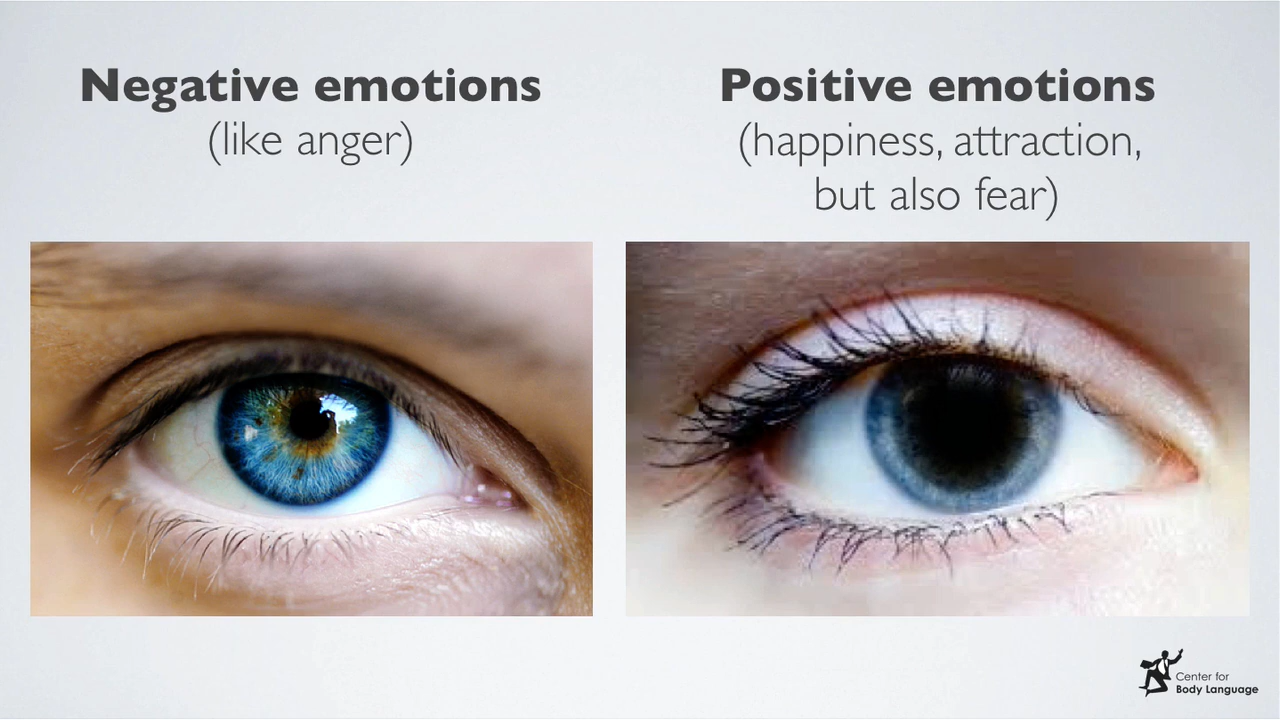 Negative emotions
(like anger)
Positive emotions
(happiness, attraction,
but also fear)
Center for
Body Language